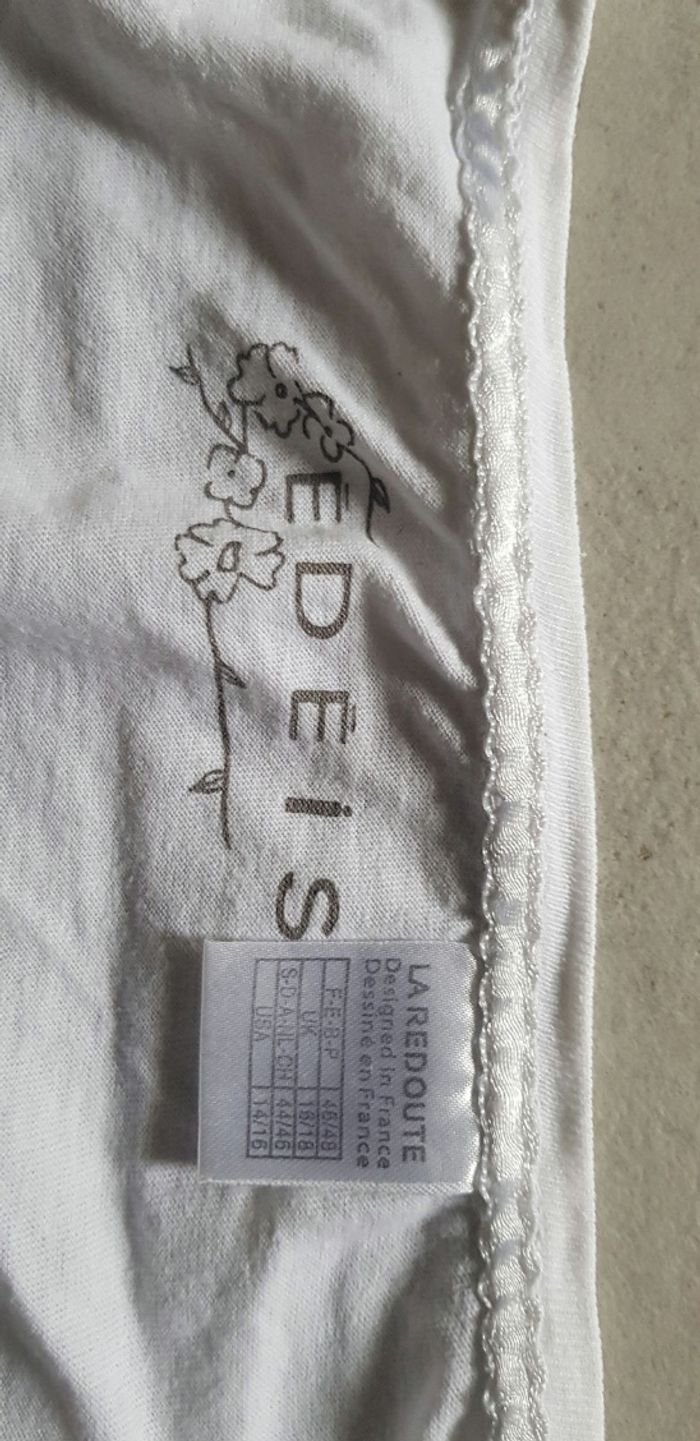 ĒDĒiS
LA REDOUTE
Designed in France
Dessiné en France
F-E-B-P 46/48
UK 16/18
S-D-A-NL-CH 44/46
USA 14/16